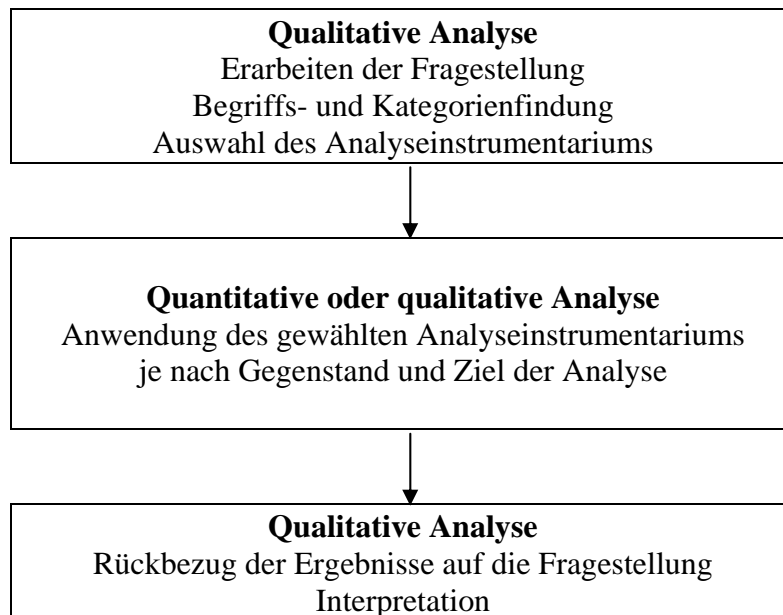 Qualitative Analyse
Erarbeiten der Fragestellung
Begriffs- und Kategorienfindung
Auswahl des Analyseinstrumentariums
Quantitative oder qualitative Analyse
Anwendung des gewählten Analyseinstrumentariums
je nach Gegenstand und Ziel der Analyse
Qualitative Analyse
Rückbezug der Ergebnisse auf die Fragestellung
Interpretation